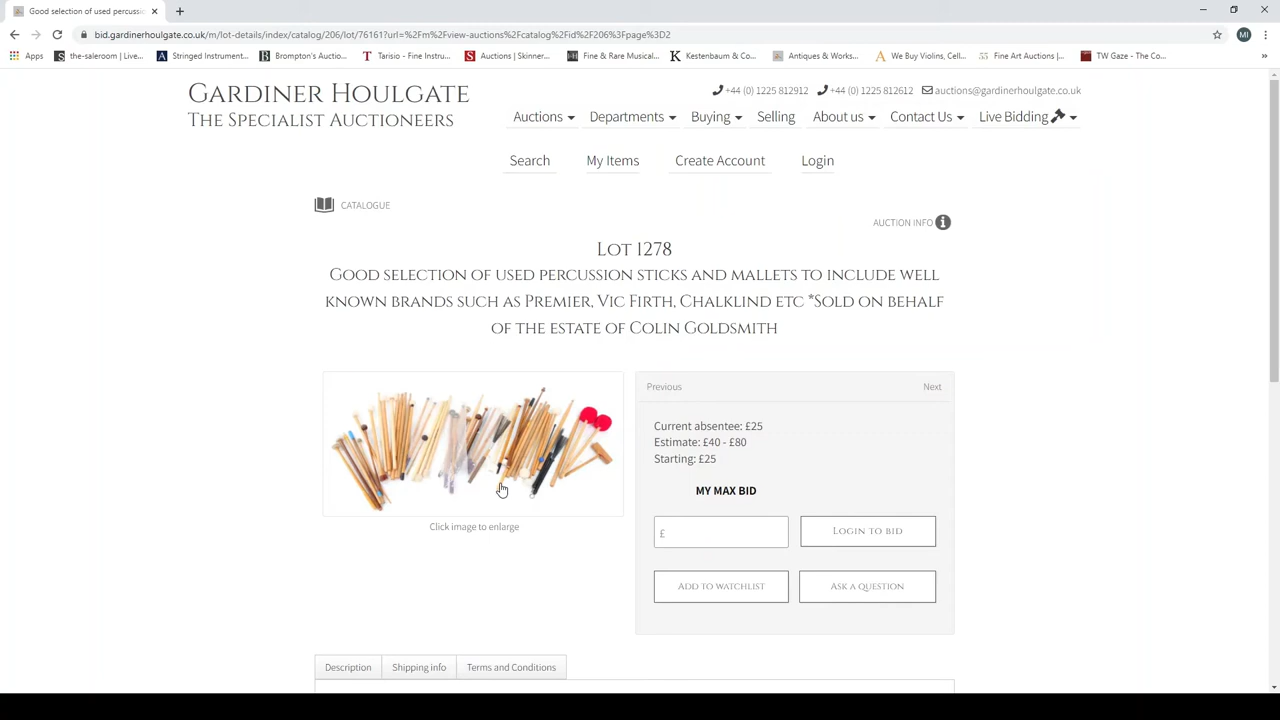 Good selection of used percussi
bid.gardinerhoulgate.co.uk/m/lot-details/index/catalog/206/lot/76161?url=%2Fm%2Fview-auctions%2Fcatalog%2Fid%2F206%3Fpage%3D2
MI
Apps
the-saleroom | Live...
Stringed Instrument...
Brompton's Auction...
Tarisio - Fine Instru...
Auctions | Skinner...
Fine & Rare Musical...
Kestenbaum & Co...
Antiques & Works...
We Buy Violins, Cell...
Fine Art Auctions |...
TW Gaze - The Co...
Gardiner Houlgate
The Specialist Auctioneers
+44 (0) 1225 812912
+44 (0) 1225 812612
auctions@gardinerhoulgate.co.uk
Auctions
Departments
Buying
Selling
About us
Contact Us
Live Bidding
Search
My Items
Create Account
Login
CATALOGUE
AUCTION INFO
Lot 1278
Good selection of used percussion sticks and mallets to include well
known brands such as Premier, Vic Firth, Chalklind etc *Sold on behalf
of the estate of Colin Goldsmith
Previous
Next
Current absentee: £25
Estimate: £40 - £80
Starting: £25
MY MAX BID
£
Login to bid
Click image to enlarge
Add to watchlist
Ask a question
Description
Shipping info
Terms and Conditions